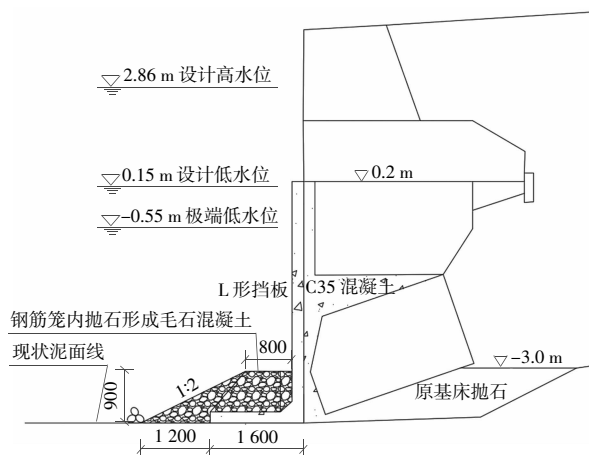 2.86 m 设计高水位
0.15 m 设计低水位
0.2 m
-0.55 m 极端低水位
L 形挡板
C35 混凝土
钢筋笼内抛石形成毛石混凝土
现状泥面线
800
-3.0 m
1:2
900
原基床抛石
1 200
1 600